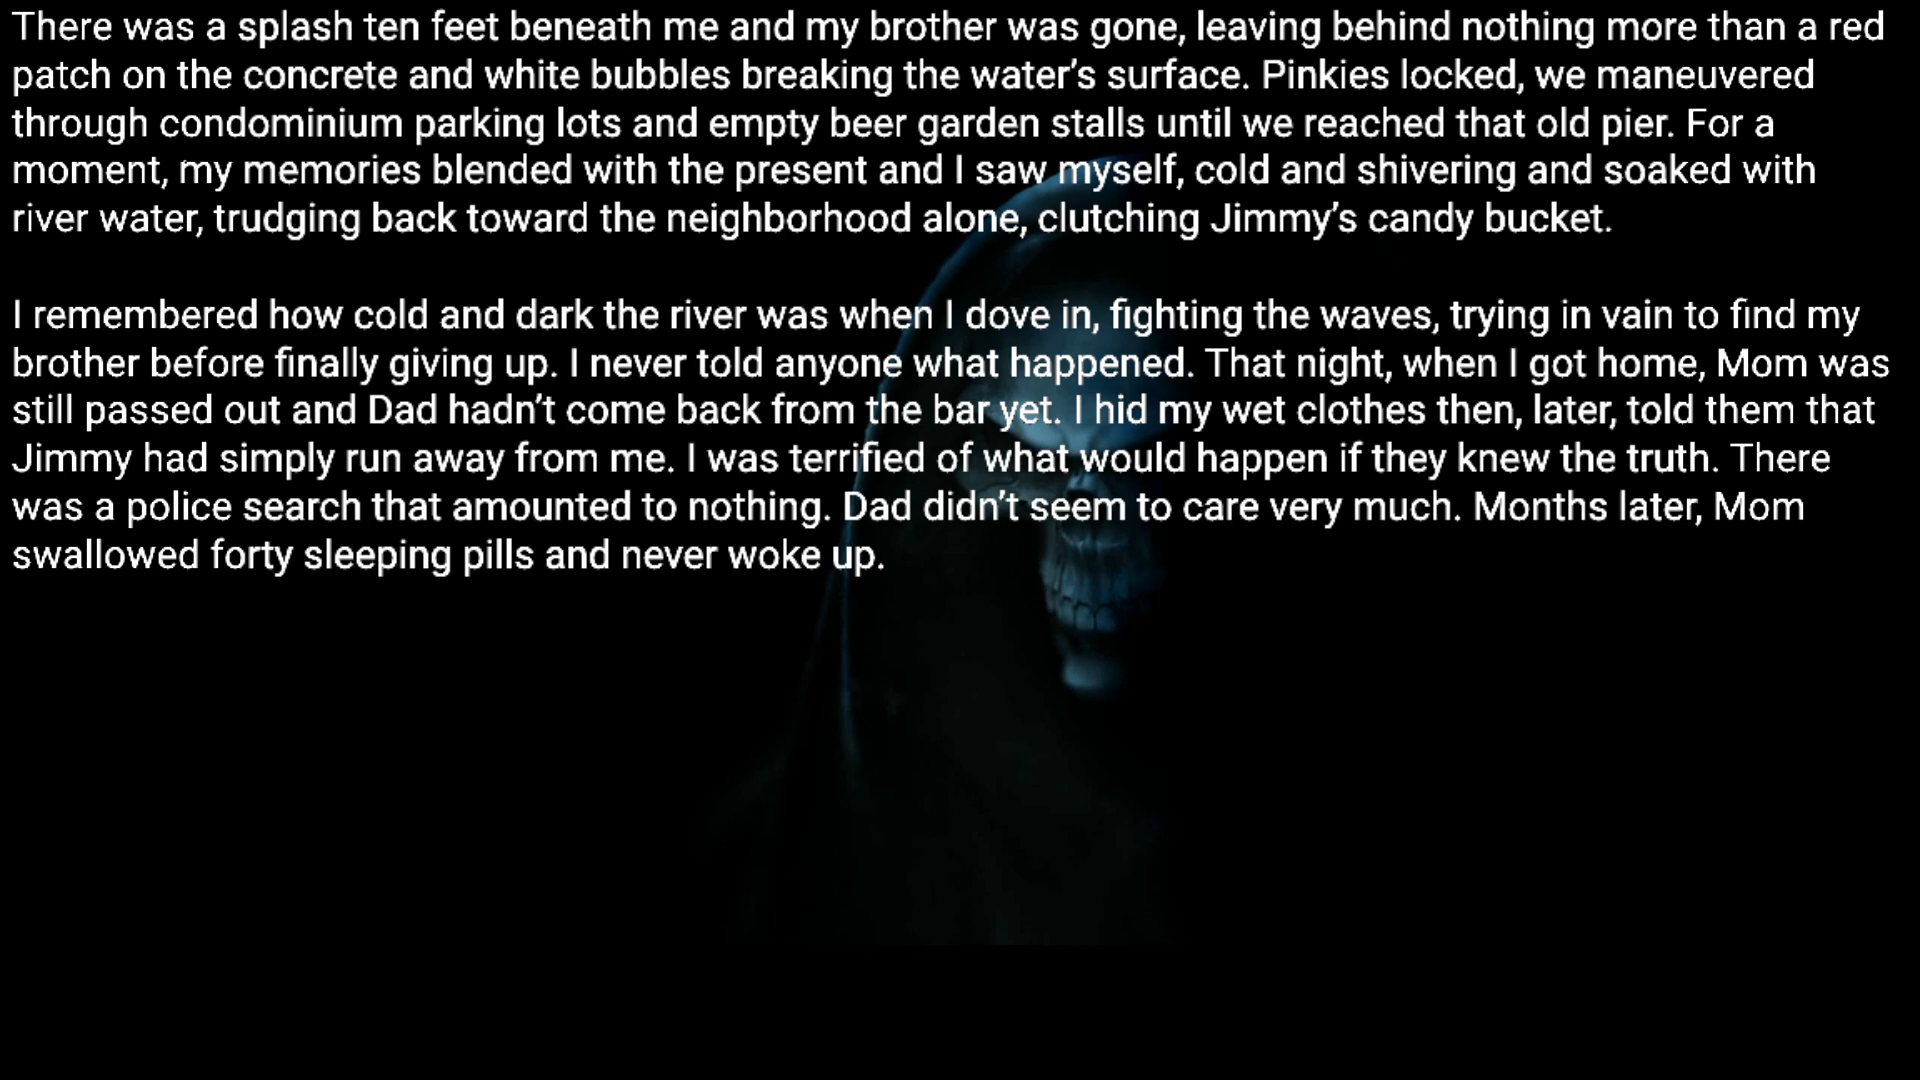 There was a splash ten feet beneath me and my brother was gone, leaving behind nothing more than a red
patch on the concrete and white bubbles breaking the water’s surface. Pinkies locked, we maneuvered
through condominium parking lots and empty beer garden stalls until we reached that old pier. For a
moment, my memories blended with the present and I saw myself, cold and shivering and soaked with
river water, trudging back toward the neighborhood alone, clutching Jimmy’s candy bucket.
I remembered how cold and dark the river was when I dove in, fighting the waves, trying in vain to find my
brother before finally giving up. I never told anyone what happened. That night, when I got home, Mom was
still passed out and Dad hadn’t come back from the bar yet. I hid my wet clothes then, later, told them that
Jimmy had simply run away from me. I was terrified of what would happen if they knew the truth. There
was a police search that amounted to nothing. Dad didn’t seem to care very much. Months later, Mom
swallowed forty sleeping pills and never woke up.